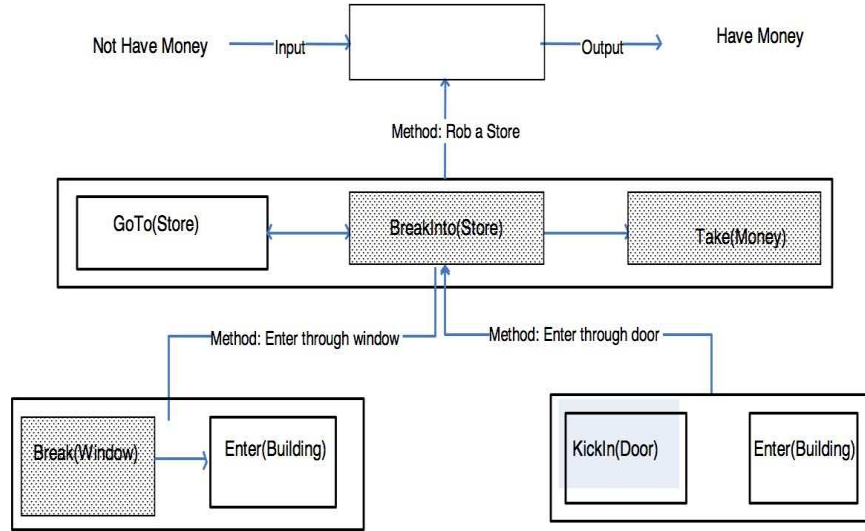 Not Have Money
Input
Output
Have Money
Method: Rob a Store
GoTo(Store)
BreakInto(Store)
Take(Money)
Method: Enter through window
Method: Enter through door
Break(Window)
Enter(Building)
KickIn(Door)
Enter(Building)